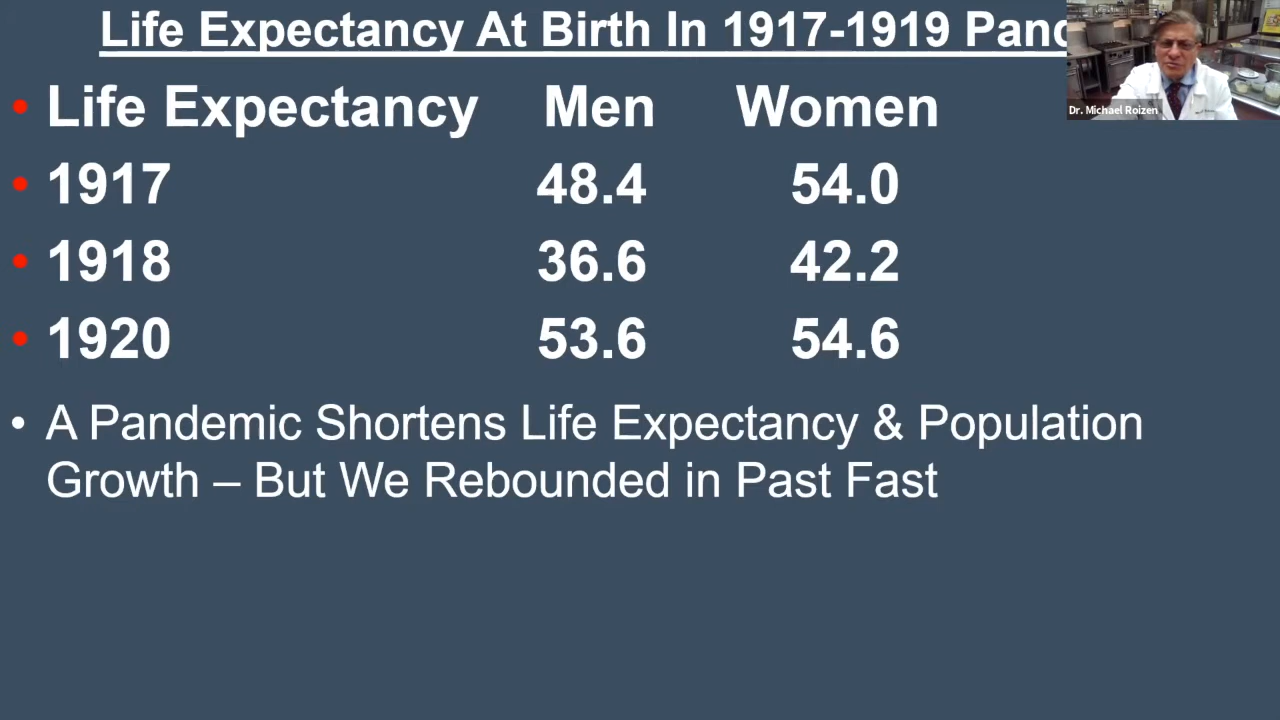 Life Expectancy At Birth In 1917-1919
Dr. Michael Roizen
• Life Expectancy Men Women
• 1917 48.4 54.0
• 1918 36.6 42.2
• 1920 53.6 54.6
• A Pandemic Shortens Life Expectancy & Population
Growth – But We Rebounded in Past Fast